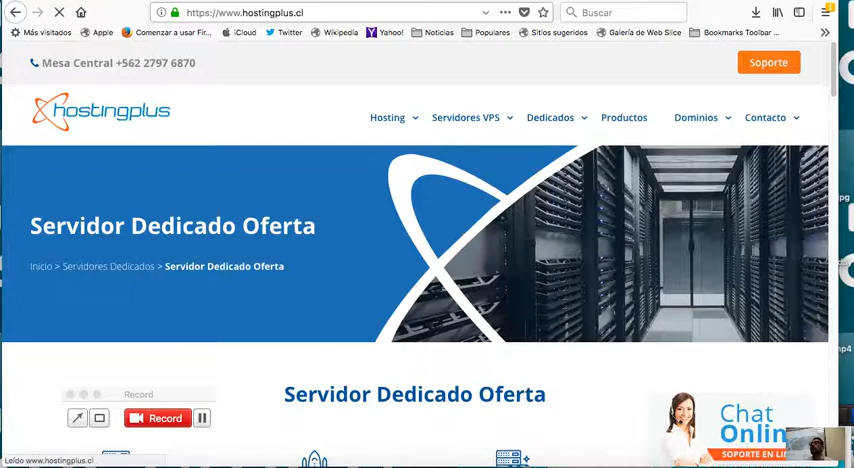 https://www.hostingplus.cl
Buscar
Más visitados
Apple
Comenzar a usar Fir...
iCloud
Twitter
Wikipedia
Yahoo!
Noticias
Populares
Sitios sugeridos
Galería de Web Slice
Bookmarks Toolbar ...
Mesa Central +562 2797 6870
Soporte
hostingplus
Hosting
Servidores VPS
Dedicados
Productos
Dominios
Contacto
Servidor Dedicado Oferta
Inicio > Servidores Dedicados > Servidor Dedicado Oferta
Servidor Dedicado Oferta
Record
Record
Chat
Onlin
SOPORTE EN LI
Leído www.hostingplus.cl
jpg
mp4